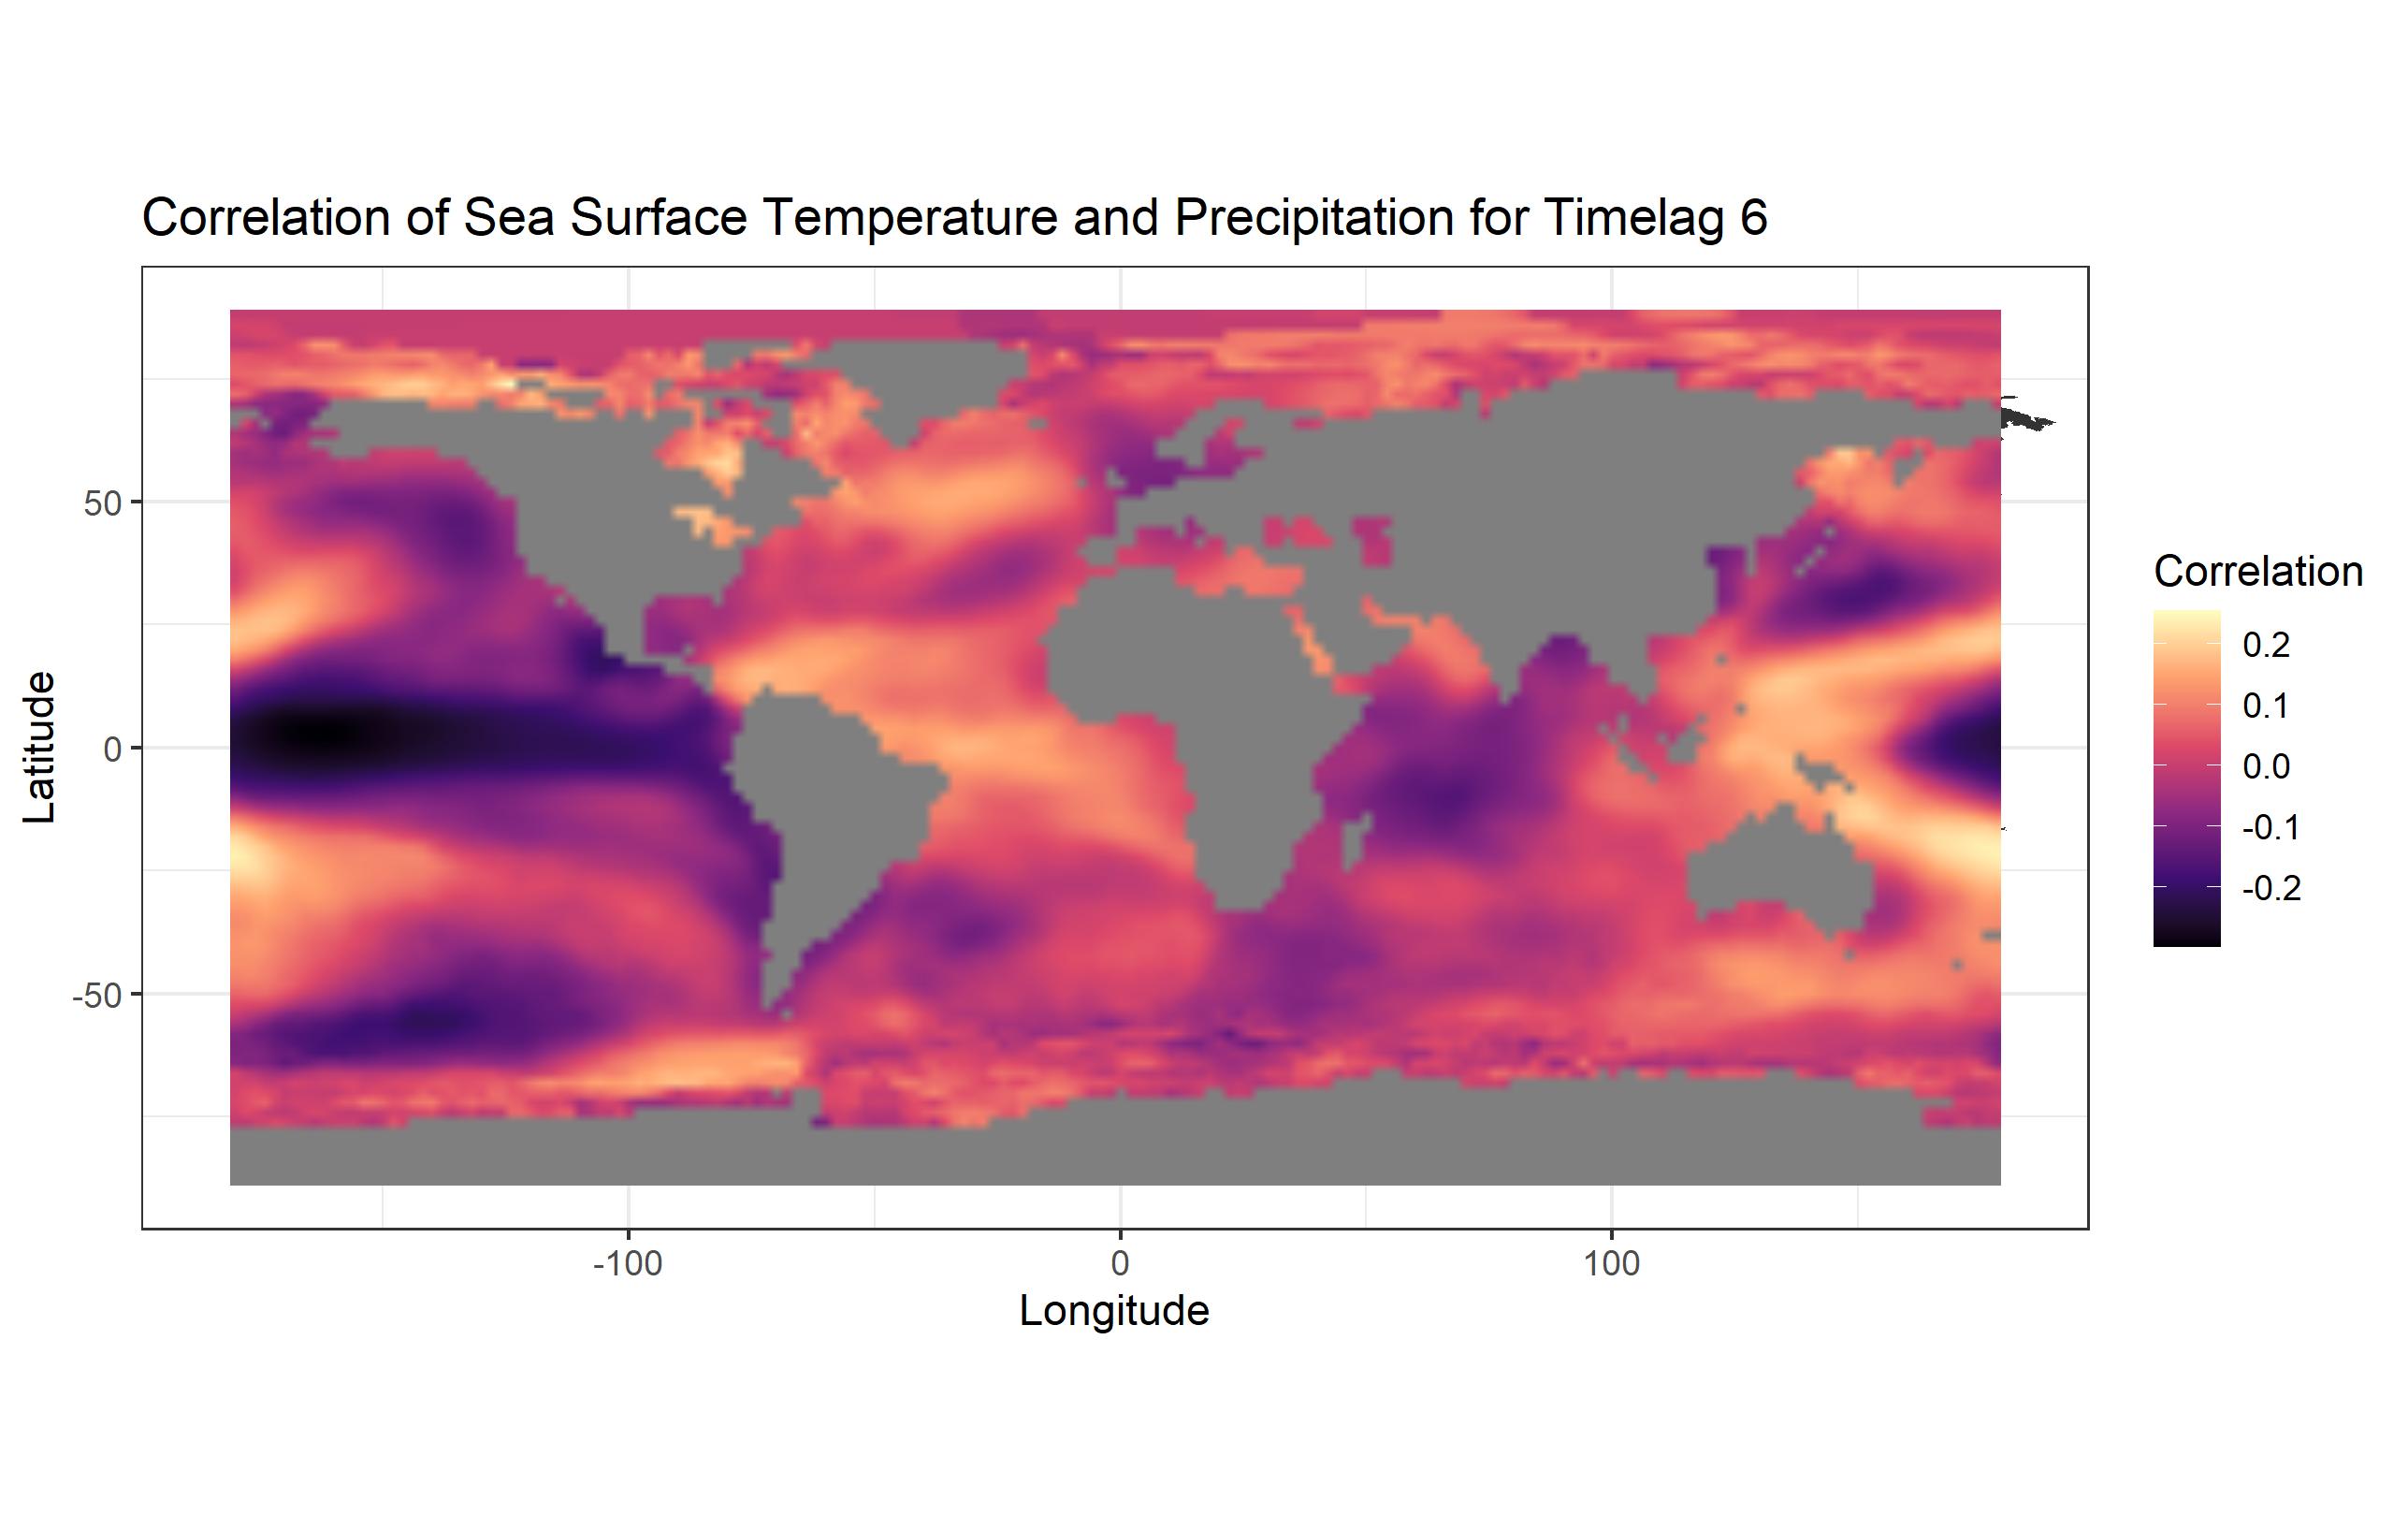 Correlation of Sea Surface Temperature and Precipitation for Timelag 6
Latitude
50
0
-50
-100
0
100
Longitude
Correlation
0.2
0.1
0.0
-0.1
-0.2